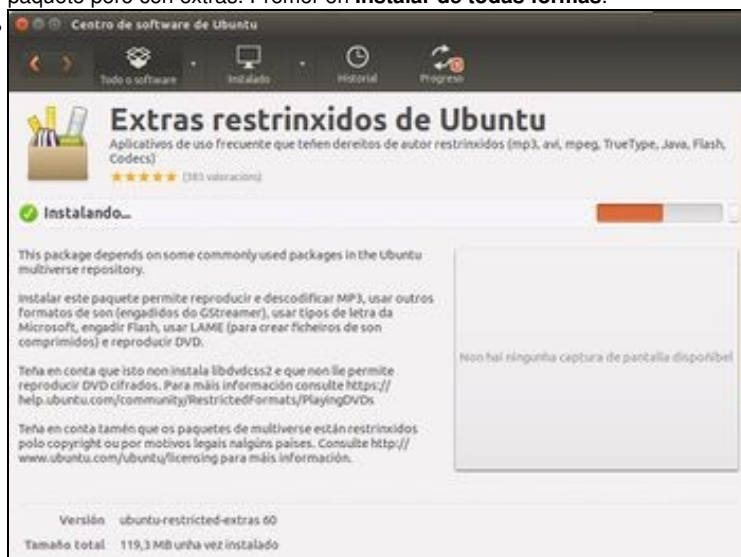 paquete pero con extras. Premer en Instalar de todas formas.
Centro de software de Ubuntu
Todo o software
Instalado
Historial
Progreso
Extras restrinxidos de Ubuntu
Aplicativos de uso frecuente que teñen dereitos de autor restrinxidos (mp3, avi, mpeg, TrueType, Java, Flash,
Codecs)
(383 valoracións)
Instalando...
This package depends on some commonly used packages in the Ubuntu
multiverse repository.
Instalar este paquete permite reproducir e descodificar MP3, usar outros
formatos de son (engadidos do GStreamer), usar tipos de letra da
Microsoft, engadir Flash, usar LAME (para crear ficheiros de son
comprimidos) e reproducir DVD.
Teña en conta que isto non instala libdvdcss2 e que non lle permite
reproducir DVD cifrados. Para máis información consulte https://
help.ubuntu.com/community/RestrictedFormats/PlayingDVDs
Teña en conta tamén que os paquetes de multiverse están restrinxidos
polo copyright ou por motivos legais nalgúns países. Consulte http://
www.ubuntu.com/ubuntu/licensing para máis información.
Non hai ningunha captura de pantalla dispoñíbel
Versión ubuntu-restricted-extras 60
Tamaño total 119,3 MB unha vez instalado